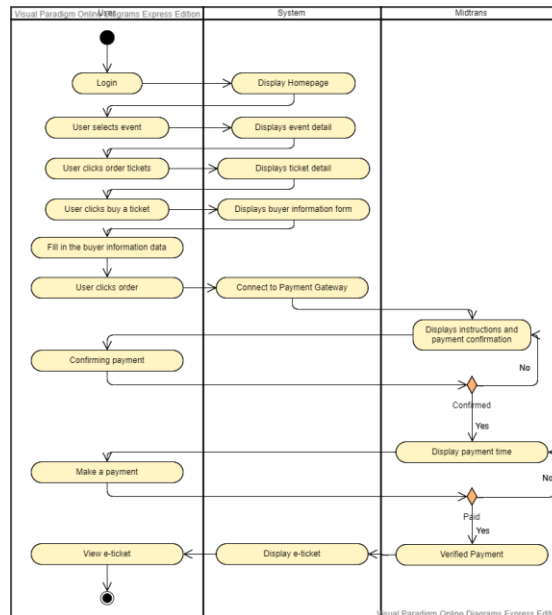 Visual Paradigm Online Diagrams Express Edition
User
System
Midtrans
Login
Display Homepage
User selects event
Displays event detail
User clicks order tickets
Displays ticket detail
User clicks buy a ticket
Displays buyer information form
Fill in the buyer information data
User clicks order
Connect to Payment Gateway
Displays instructions and
payment confirmation
Confirming payment
No
Confirmed
Yes
Display payment time
Make a payment
No
Paid
Yes
View e-ticket
Display e-ticket
Verified Payment
Visual Paradigm Online Diagrams Express Edit